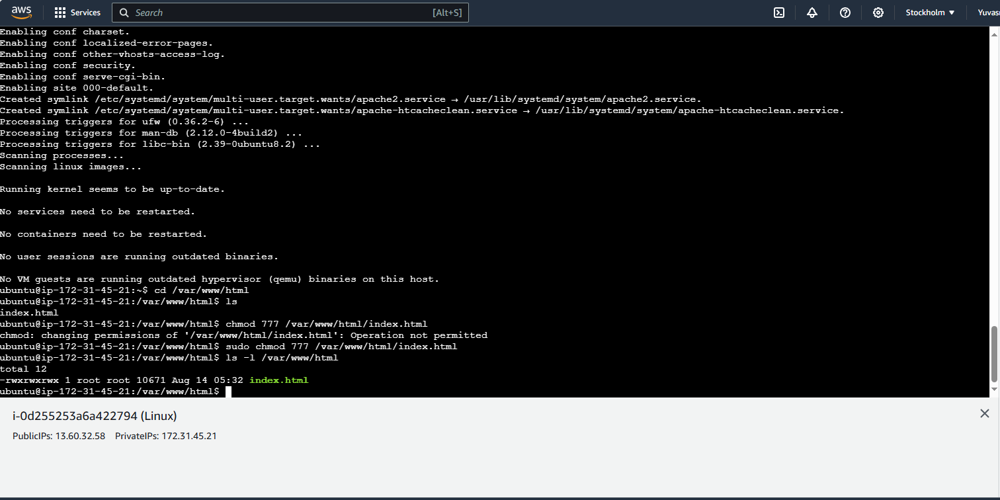 aws
Services
Search
[Alt+S]
Stockholm
Enabling conf charset.
Enabling conf localized-error-pages.
Enabling conf other-vhosts-access-log.
Enabling conf security.
Enabling conf serve-cgi-bin.
Enabling site 000-default.
Created symlink /etc/systemd/system/multi-user.target.wants/apache2.service → /usr/lib/systemd/system/apache2.service.
Created symlink /etc/systemd/system/multi-user.target.wants/apache-htcacheclean.service → /usr/lib/systemd/system/apache-htcacheclean.service.
Processing triggers for ufw (0.36.2-6) ...
Processing triggers for man-db (2.12.0-4build2) ...
Processing triggers for libc-bin (2.39-0ubuntu8.2) ...
Scanning processes...
Scanning linux images...
Running kernel seems to be up-to-date.
No services need to be restarted.
No containers need to be restarted.
No user sessions are running outdated binaries.
No VM guests are running outdated hypervisor (qemu) binaries on this host.
ubuntu@ip-172-31-45-21:~$ cd /var/www/html
ubuntu@ip-172-31-45-21:/var/www/html$ ls
index.html
ubuntu@ip-172-31-45-21:/var/www/html$ chmod 777 /var/www/html/index.html
chmod: changing permissions of '/var/www/html/index.html': Operation not permitted
ubuntu@ip-172-31-45-21:/var/www/html$ sudo chmod 777 /var/www/html/index.html
ubuntu@ip-172-31-45-21:/var/www/html$ ls -l /var/www/html
total 12
-rwxrwxrwx 1 root root 10671 Aug 14 05:32 index.html
ubuntu@ip-172-31-45-21:/var/www/html$
i-0d255253a6a422794 (Linux)
PublicIPs: 13.60.32.58 PrivateIPs: 172.31.45.21